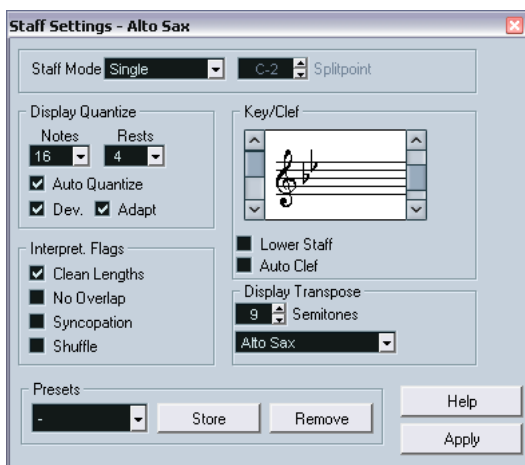 Staff Settings - Alto Sax
Staff Mode Single C-2 Splitpoint
Display Quantize
Notes Rests
16 4
Auto Quantize
Dev. Adapt
Key/Clef
Lower Staff
Auto Clef
Interpret. Flags
Clean Lengths
No Overlap
Syncopation
Shuffle
Display Transpose
9 Semitones
Alto Sax
Presets
-
Store Remove
Help
Apply